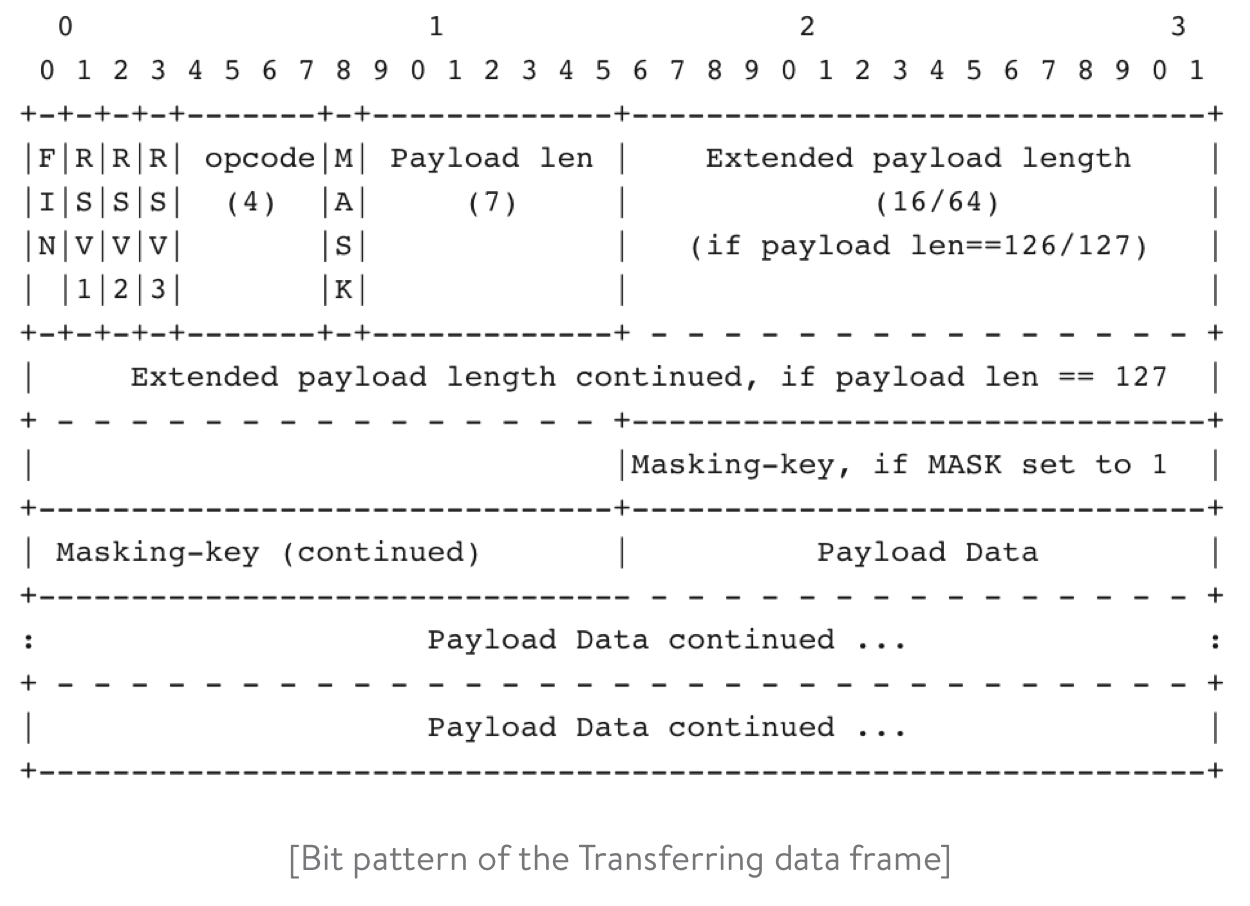 0                   1                   2                   3
 0 1 2 3 4 5 6 7 8 9 0 1 2 3 4 5 6 7 8 9 0 1 2 3 4 5 6 7 8 9 0 1
+-+-+-+-+-------+-+-------------+-------------------------------+
|F|R|R|R| opcode|M| Payload len |    Extended payload length    |
|I|S|S|S|  (4)  |A|     (7)     |             (16/64)           |
|N|V|V|V|       |S|             |   (if payload len==126/127)   |
| |1|2|3|       |K|             |                               |
+-+-+-+-+-------+-+-------------+ - - - - - - - - - - - - - - - +
|     Extended payload length continued, if payload len == 127  |
+ - - - - - - - - - - - - - - - +-------------------------------+
|                               |Masking-key, if MASK set to 1  |
+-------------------------------+-------------------------------+
| Masking-key (continued)       |          Payload Data         |
+-------------------------------- - - - - - - - - - - - - - - - +
:                     Payload Data continued ...                :
+ - - - - - - - - - - - - - - - - - - - - - - - - - - - - - - - +
|                     Payload Data continued ...                |
+---------------------------------------------------------------+
[Bit pattern of the Transferring data frame]